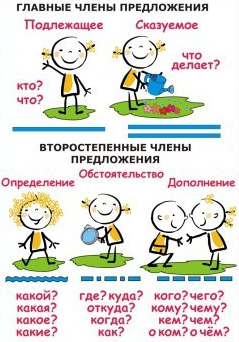 ГЛАВНЫЕ ЧЛЕНЫ ПРЕДЛОЖЕНИЯ
Подлежащее
Сказуемое
кто?
что?
что
делает?
ВТОРОСТЕПЕННЫЕ ЧЛЕНЫ
ПРЕДЛОЖЕНИЯ
Определение
Обстоятельство
Дополнение
какой?
какая?
какое?
какие?
где? куда?
откуда?
когда?
как?
кого? чего?
кому? чему?
кем? чем?
о ком? о чём?